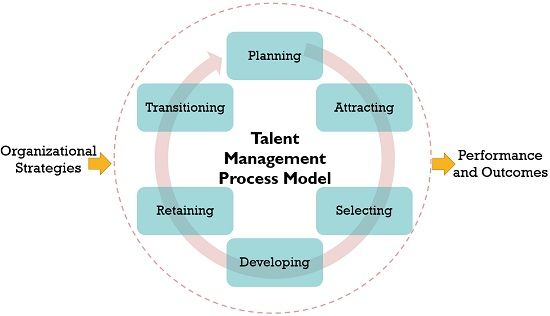 Planning
Transitioning
Attracting
Talent
Management
Process Model
Organizational
Strategies
Performance
and Outcomes
Retaining
Selecting
Developing